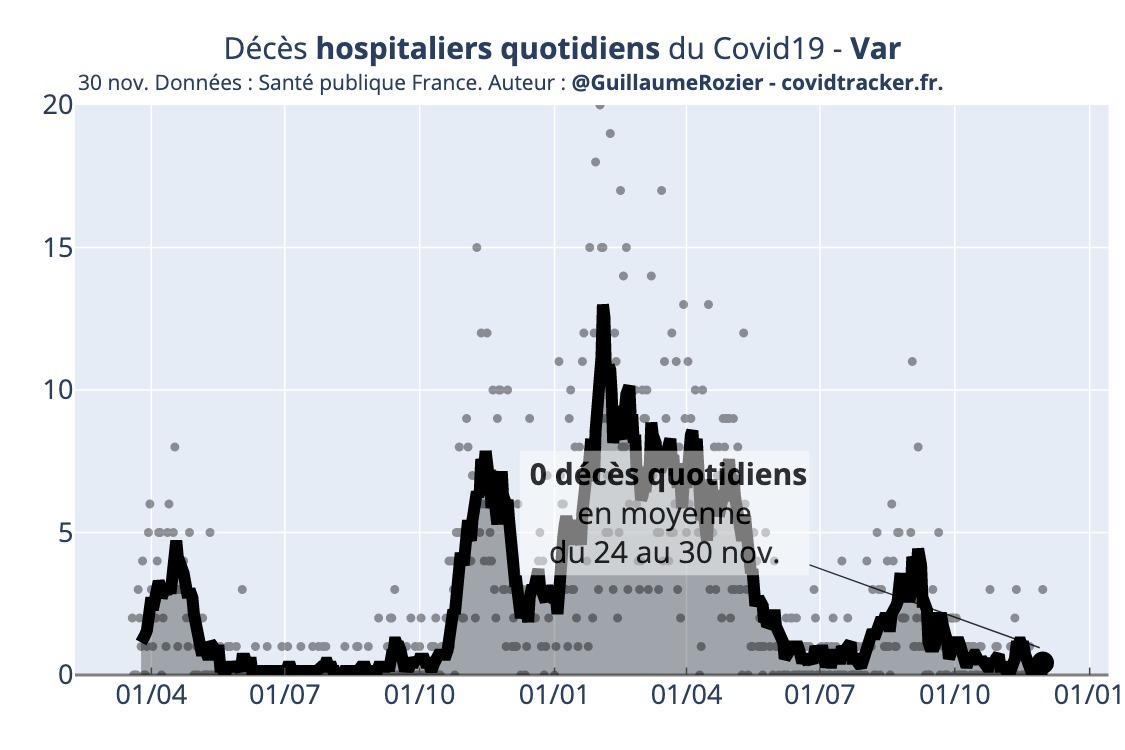 Décès hospitaliers quotidiens du Covid19 - Var
30 nov. Données : Santé publique France. Auteur : @GuillaumeRozier - covidtracker.fr.
20
15
10
5
0
0 décès quotidiens
en moyenne
du 24 au 30 nov.
01/04 01/07 01/10 01/01 01/04 01/07 01/10 01/01